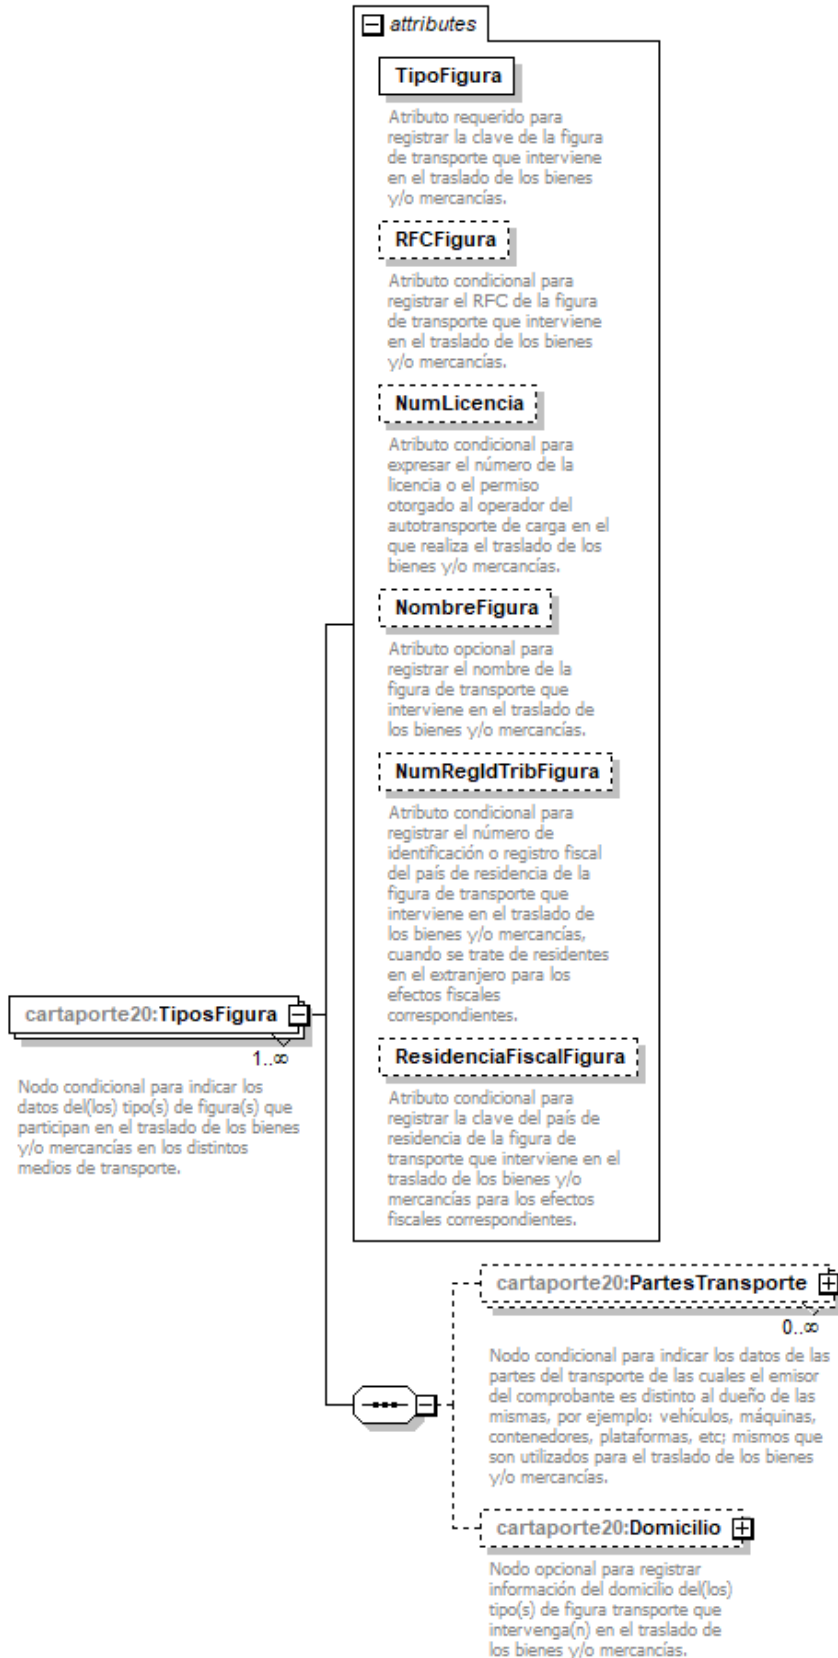 attributes
TipoFigura
Atributo requerido para
registrar la clave de la figura
de transporte que interviene
en el traslado de los bienes
y/o mercancías.
RFCFigura
Atributo condicional para
registrar el RFC de la figura
de transporte que interviene
en el traslado de los bienes
y/o mercancías.
NumLicencia
Atributo condicional para
expresar el número de la
licencia o el permiso
otorgado al operador del
autotransporte de carga en el
que realiza el traslado de los
bienes y/o mercancías.
NombreFigura
Atributo opcional para
registrar el nombre de la
figura de transporte que
interviene en el traslado de
los bienes y/o mercancías.
NumRegIdTribFigura
Atributo condicional para
registrar el número de
identificación o registro fiscal
del país de residencia de la
figura de transporte que
interviene en el traslado de
los bienes y/o mercancías,
cuando se trate de residentes
en el extranjero para los
efectos fiscales
correspondientes.
cartaporte20:TiposFigura
1..∞
Nodo condicional para indicar los
datos del(los) tipo(s) de figura(s) que
participan en el traslado de los bienes
y/o mercancías en los distintos
medios de transporte.
ResidenciaFiscalFigura
Atributo condicional para
registrar la clave del país de
residencia de la figura de
transporte que interviene en el
traslado de los bienes y/o
mercancías para los efectos
fiscales correspondientes.
cartaporte20:PartesTransporte
0..∞
Nodo condicional para indicar los datos de las
partes del transporte de las cuales el emisor
del comprobante es distinto al dueño de las
mismas, por ejemplo: vehículos, máquinas,
contenedores, plataformas, etc; mismos que
son utilizados para el traslado de los bienes
y/o mercancías.
cartaporte20:Domicilio
Nodo opcional para registrar
información del domicilio del(los)
tipo(s) de figura transporte que
intervenga(n) en el traslado de
los bienes y/o mercancías.